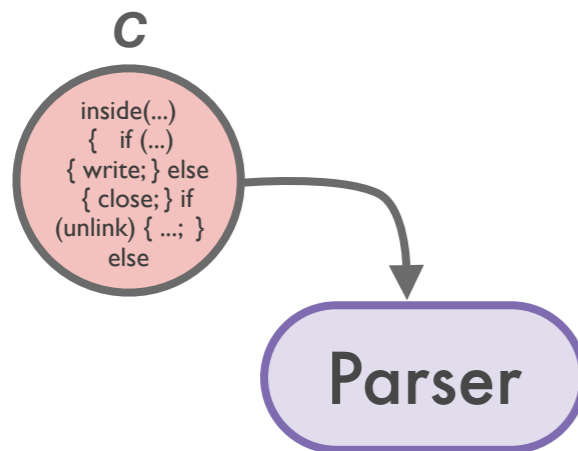 C
inside(...)
{ if (...)
{ write; } else
{ close; } if
(unlink) { ...; }
else
Parser